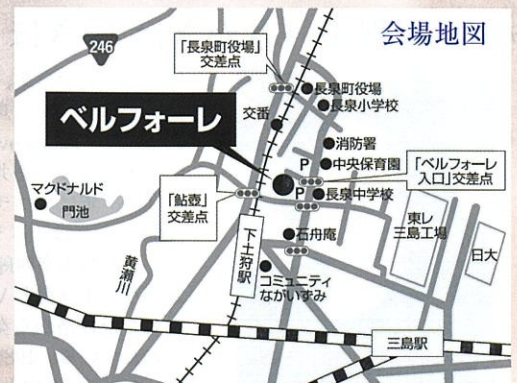 会場地図
246
「長泉町役場」
交差点
長泉町役場
長泉小学校
交番
ベルフォーレ
消防署
P
中央保育園
「ベルフォーレ
入口」交差点
P
長泉中学校
マクドナルド
門池
「鮎壺」
交差点
東レ
三島工場
日大
石舟庵
黄瀬川
下土狩駅
コミュニティ
ながいずみ
三島駅